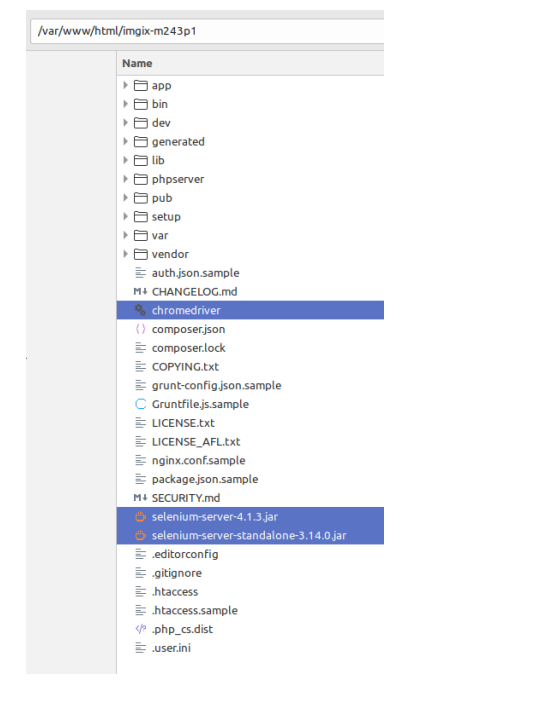 /var/www/html/imgix-m243p1
Name
app
bin
dev
generated
lib
phpserver
pub
setup
var
vendor
auth.json.sample
M↓ CHANGELOG.md
chromedriver
composer.json
composer.lock
COPYING.txt
grunt-config.json.sample
Gruntfile.js.sample
LICENSE.txt
LICENSE_AFL.txt
nginx.conf.sample
package.json.sample
M↓ SECURITY.md
selenium-server-4.1.3.jar
selenium-server-standalone-3.14.0.jar
.editorconfig
.gitignore
.htaccess
.htaccess.sample
.php_cs.dist
.user.ini